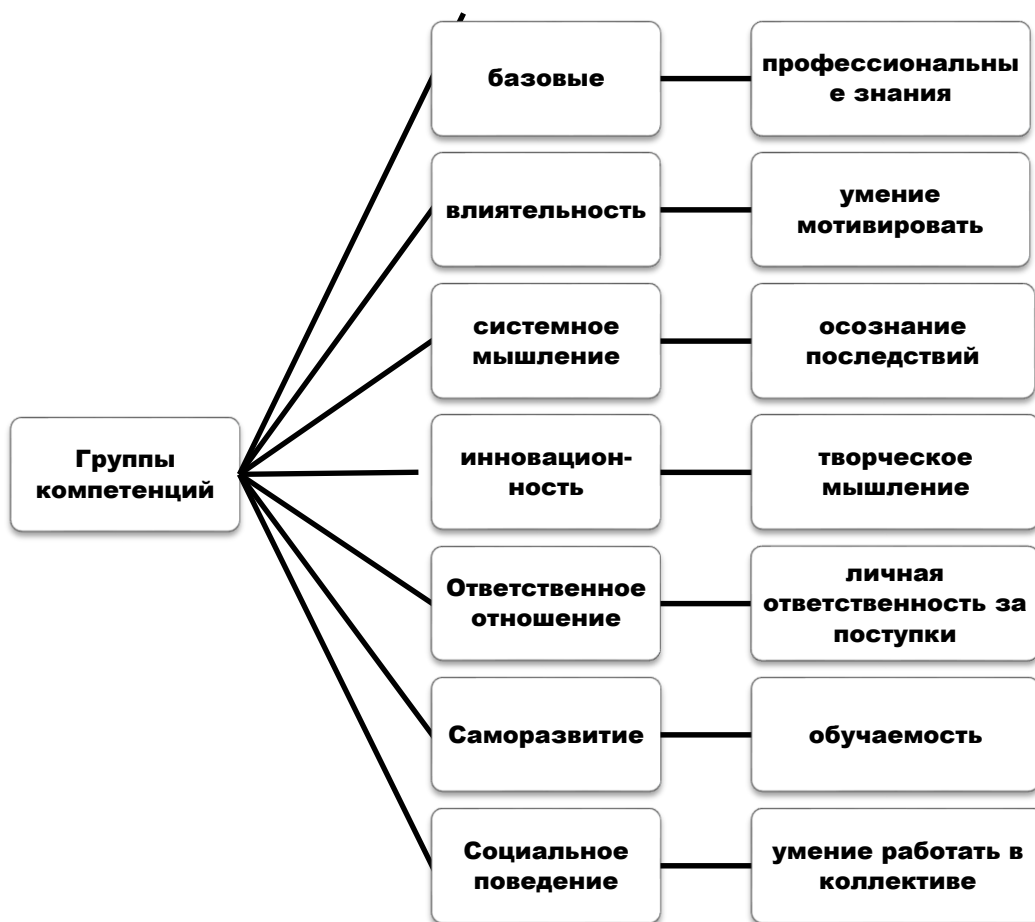 базовые
профессиональны
е знания
влиятельность
умение
мотивировать
системное
мышление
осознание
последствий
Группы
компетенций
инновацион-
ность
творческое
мышление
Ответственное
отношение
личная
ответственность за
поступки
Саморазвитие
обучаемость
Социальное
поведение
умение работать в
коллективе